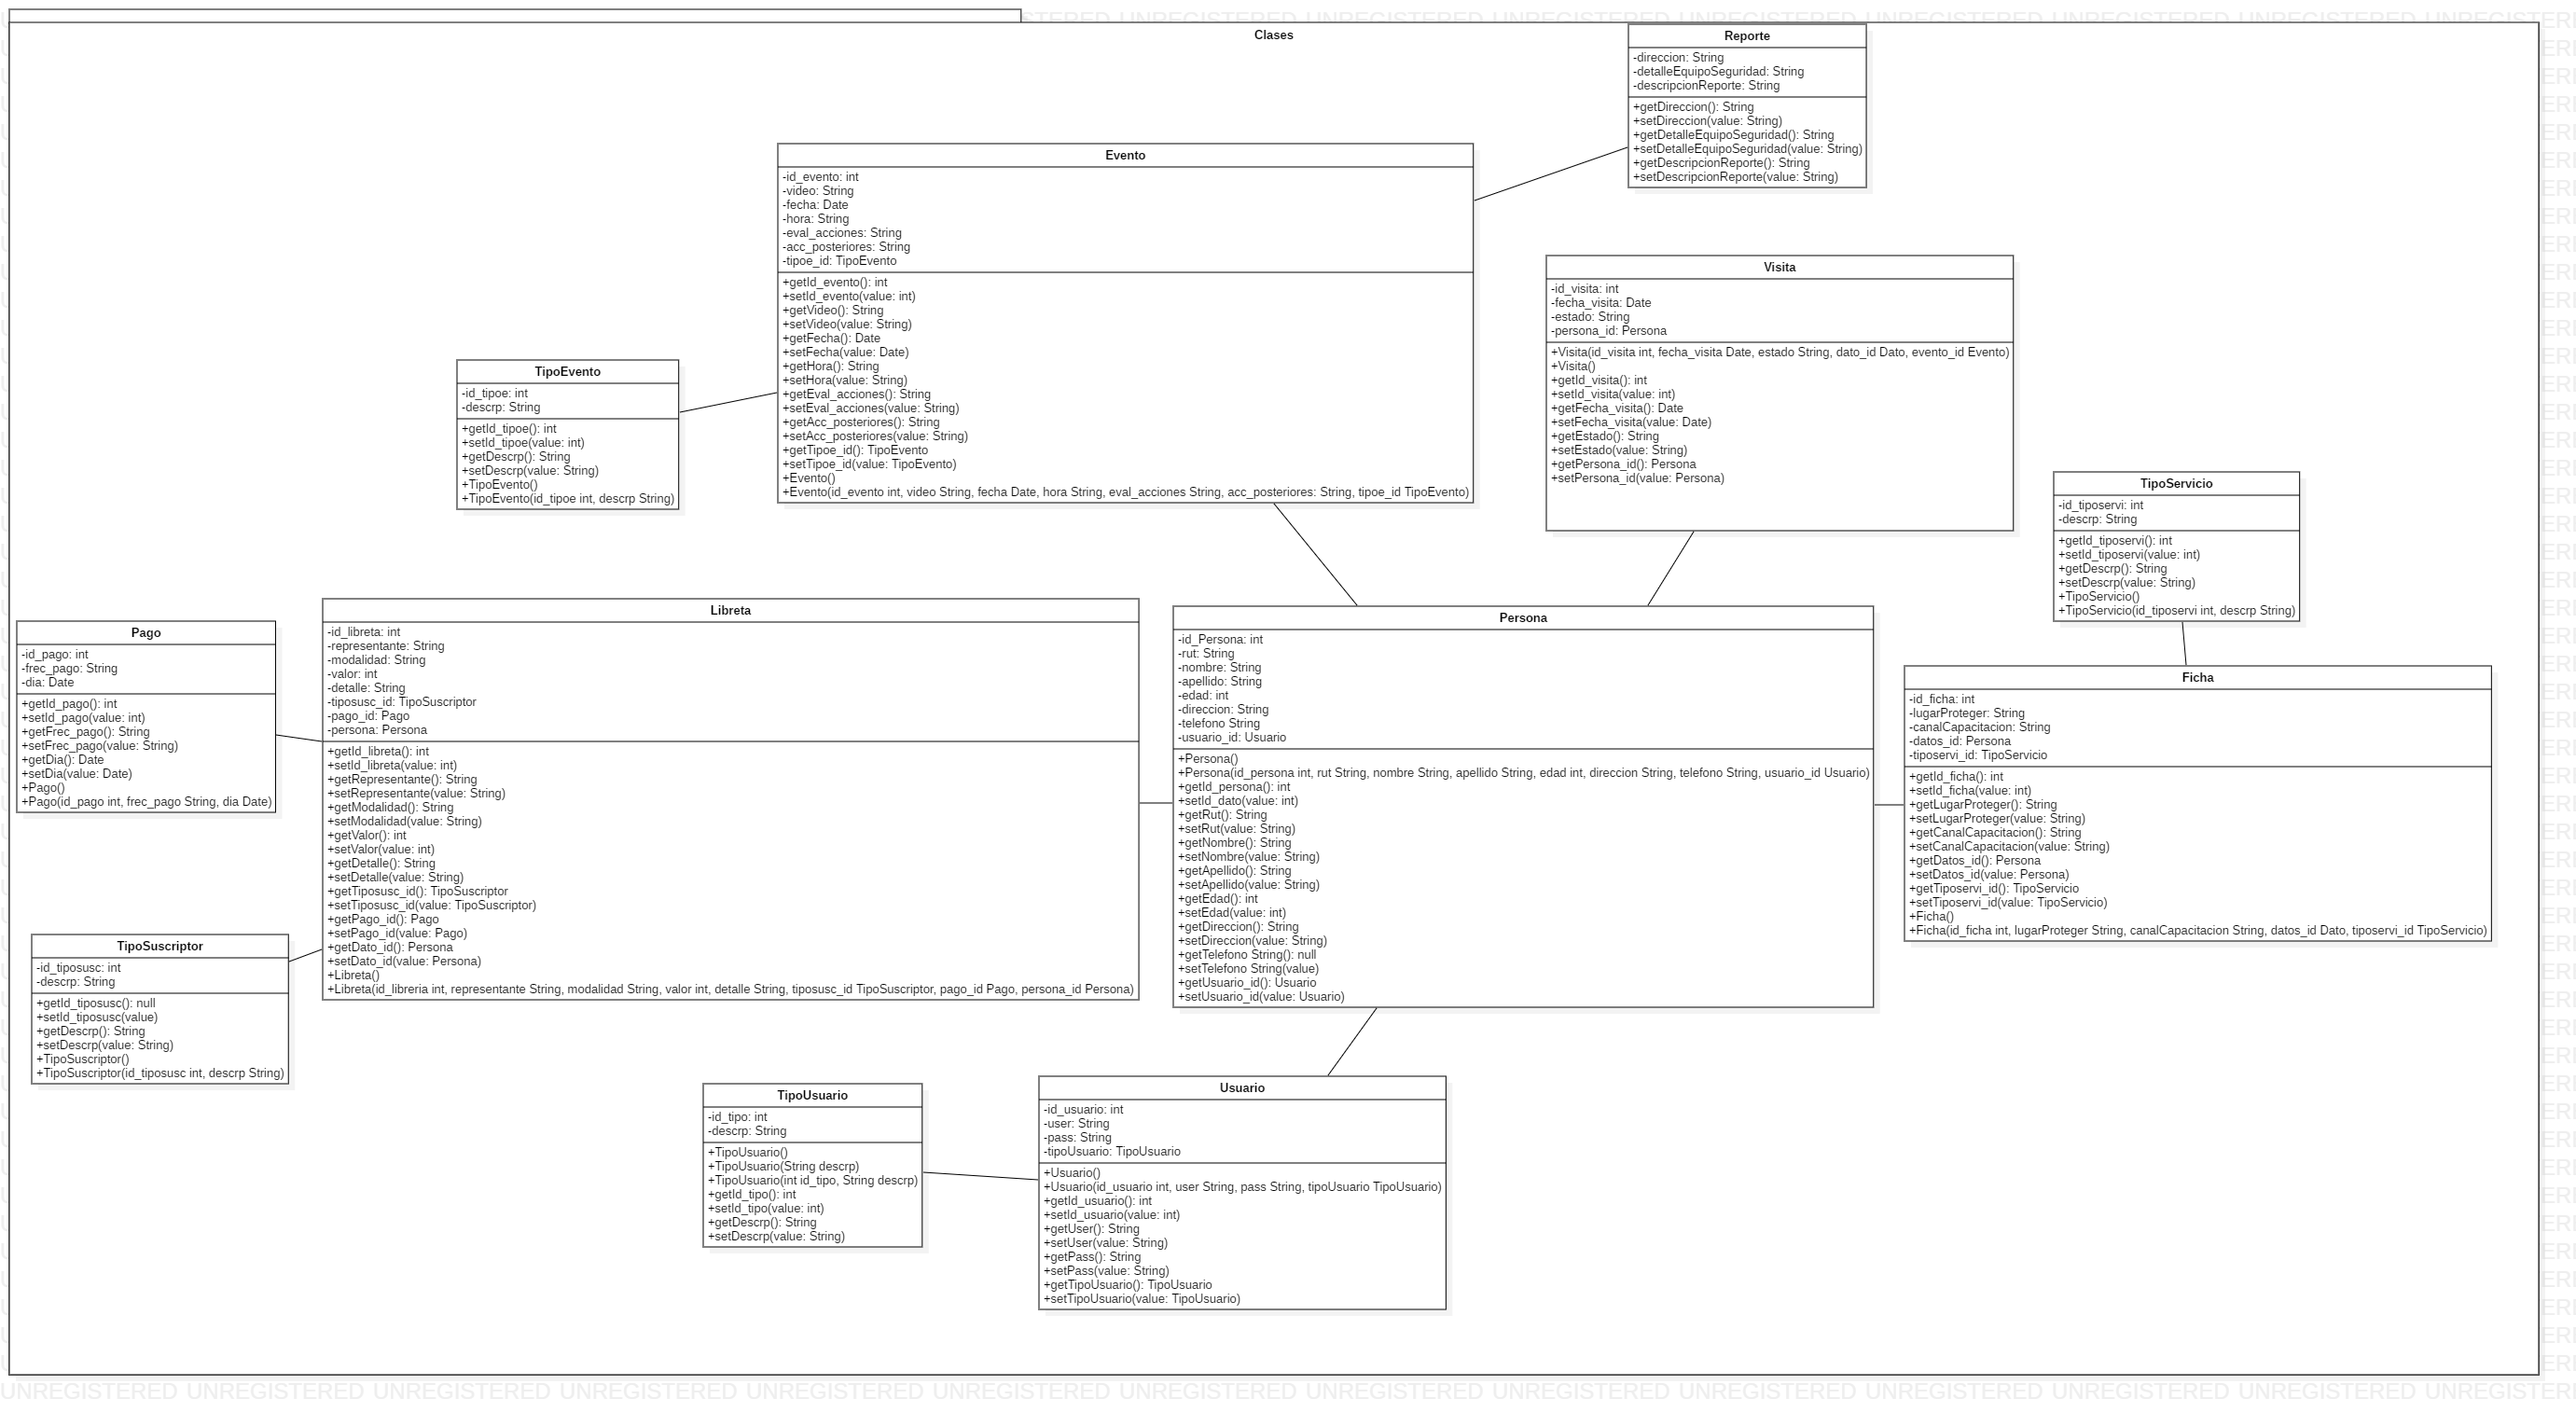 Clases
Reporte
-direccion: String
-detalleEquipoSeguridad: String
-descripcionReporte: String
+getDireccion(): String
+setDireccion(value: String)
+getDetalleEquipoSeguridad(): String
+setDetalleEquipoSeguridad(value: String)
+getDescripcionReporte(): String
+setDescripcionReporte(value: String)
Evento
-id_evento: int
-video: String
-fecha: Date
-hora: String
-eval_acciones: String
-acc_posteriores: String
-tipoe_id: TipoEvento
+getId_evento(): int
+setId_evento(value: int)
+getVideo(): String
+setVideo(value: String)
+getFecha(): Date
+setFecha(value: Date)
+getHora(): String
+setHora(value: String)
+getEval_acciones(): String
+setEval_acciones(value: String)
+getAcc_posteriores(): String
+setAcc_posteriores(value: String)
+getTipoe_id(): TipoEvento
+setTipoe_id(value: TipoEvento)
+Evento()
+Evento(id_evento int, video String, fecha Date, hora String, eval_acciones String, acc_posteriores: String, tipoe_id TipoEvento)
Visita
-id_visita: int
-fecha_visita: Date
-estado: String
-persona_id: Persona
+Visita(id_visita int, fecha_visita Date, estado String, dato_id Dato, evento_id Evento)
+Visita()
+getId_visita(): int
+setId_visita(value: int)
+getFecha_visita(): Date
+setFecha_visita(value: Date)
+getEstado(): String
+setEstado(value: String)
+getPersona_id(): Persona
+setPersona_id(value: Persona)
TipoEvento
-id_tipoe: int
-descrp: String
+getId_tipoe(): int
+setId_tipoe(value: int)
+getDescrp(): String
+setDescrp(value: String)
+TipoEvento()
+TipoEvento(id_tipoe int, descrp String)
TipoServicio
-id_tiposervi: int
-descrp: String
+getId_tiposervi(): int
+setId_tiposervi(value: int)
+getDescrp(): String
+setDescrp(value: String)
+TipoServicio()
+TipoServicio(id_tiposervi int, descrp String)
Pago
-id_pago: int
-frec_pago: String
-dia: Date
+getId_pago(): int
+setId_pago(value: int)
+getFrec_pago(): String
+setFrec_pago(value: String)
+getDia(): Date
+setDia(value: Date)
+Pago()
+Pago(id_pago int, frec_pago String, dia Date)
Libreta
-id_libreta: int
-representante: String
-modalidad: String
-valor: int
-detalle: String
-tiposusc_id: TipoSuscriptor
-pago_id: Pago
-persona: Persona
+getId_libreta(): int
+setId_libreta(value: int)
+getRepresentante(): String
+setRepresentante(value: String)
+getModalidad(): String
+setModalidad(value: String)
+getValor(): int
+setValor(value: int)
+getDetalle(): String
+setDetalle(value: String)
+getTiposusc_id(): TipoSuscriptor
+setTiposusc_id(value: TipoSuscriptor)
+getPago_id(): Pago
+setPago_id(value: Pago)
+getDato_id(): Persona
+setDato_id(value: Persona)
+Libreta()
+Libreta(id_libreria int, representante String, modalidad String, valor int, detalle String, tiposusc_id TipoSuscriptor, pago_id Pago, persona_id Persona)
Persona
-id_Persona: int
-rut: String
-nombre: String
-apellido: String
-edad: int
-direccion: String
-telefono String
-usuario_id: Usuario
+Persona()
+Persona(id_persona int, rut String, nombre String, apellido String, edad int, direccion String, telefono String, usuario_id Usuario)
+getId_persona(): int
+setId_dato(value: int)
+getRut(): String
+setRut(value: String)
+getNombre(): String
+setNombre(value: String)
+getApellido(): String
+setApellido(value: String)
+getEdad(): int
+setEdad(value: int)
+getDireccion(): String
+setDireccion(value: String)
+getTelefono String(): null
+setTelefono String(value)
+getUsuario_id(): Usuario
+setUsuario_id(value: Usuario)
Ficha
-id_ficha: int
-lugarProteger: String
-canalCapacitacion: String
-datos_id: Persona
-tiposervi_id: TipoServicio
+getId_ficha(): int
+setId_ficha(value: int)
+getLugarProteger(): String
+setLugarProteger(value: String)
+getCanalCapacitacion(): String
+setCanalCapacitacion(value: String)
+getDatos_id(): Persona
+setDatos_id(value: Persona)
+getTiposervi_id(): TipoServicio
+setTiposervi_id(value: TipoServicio)
+Ficha()
+Ficha(id_ficha int, lugarProteger String, canalCapacitacion String, datos_id Dato, tiposervi_id TipoServicio)
TipoSuscriptor
-id_tiposusc: int
-descrp: String
+getId_tiposusc(): null
+setId_tiposusc(value)
+getDescrp(): String
+setDescrp(value: String)
+TipoSuscriptor()
+TipoSuscriptor(id_tiposusc int, descrp String)
TipoUsuario
-id_tipo: int
-descrp: String
+TipoUsuario()
+TipoUsuario(String descrp)
+TipoUsuario(int id_tipo, String descrp)
+getId_tipo(): int
+setId_tipo(value: int)
+getDescrp(): String
+setDescrp(value: String)
Usuario
-id_usuario: int
-user: String
-pass: String
-tipoUsuario: TipoUsuario
+Usuario()
+Usuario(id_usuario int, user String, pass String, tipoUsuario TipoUsuario)
+getId_usuario(): int
+setId_usuario(value: int)
+getUser(): String
+setUser(value: String)
+getPass(): String
+setPass(value: String)
+getTipoUsuario(): TipoUsuario
+setTipoUsuario(value: TipoUsuario)
UNREGISTERED UNREGISTERED UNREGISTERED UNREGISTERED UNREGISTERED UNREGISTERED UNREGISTERED UNREGISTERED UNREGISTERED UNREGISTERED UNREGISTERED UNREGISTERED UNREGISTERED